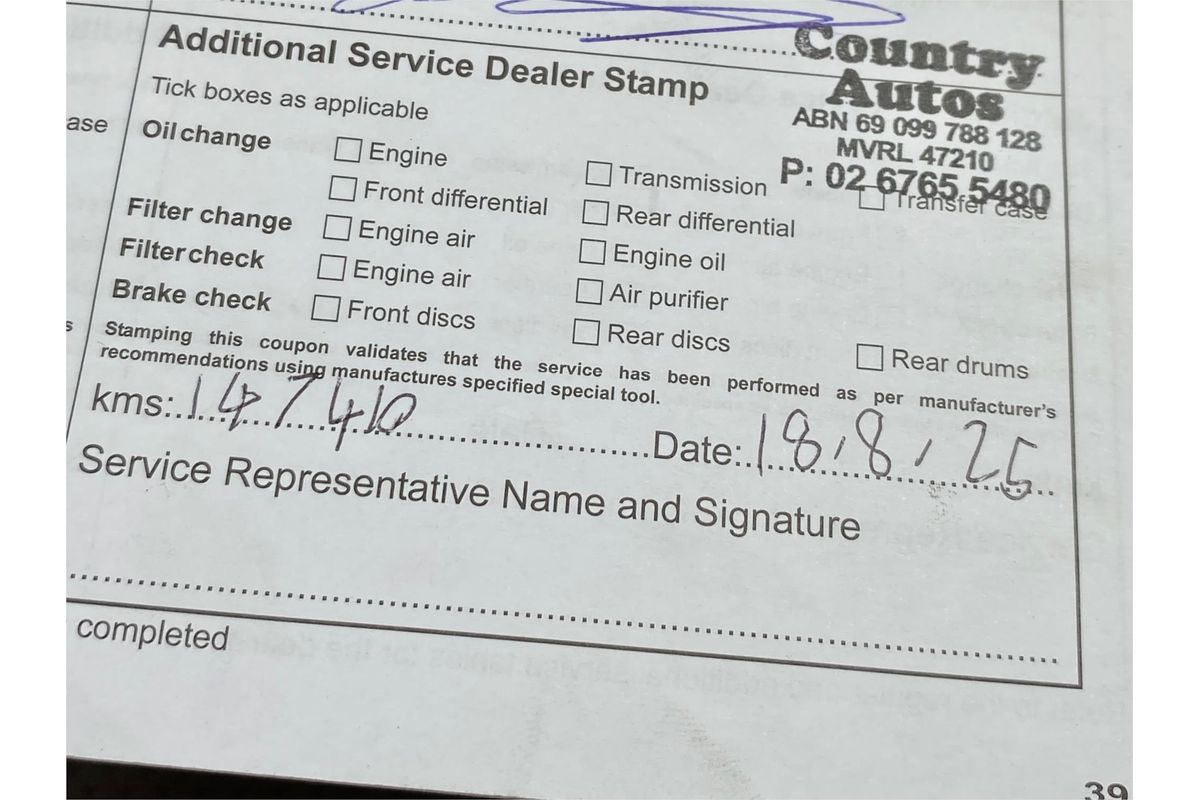 Additional Service Dealer Stamp
Country
Autos
ABN 69 099 788 128
MVRL 47210
P: 02 6765 5480
Tick boxes as applicable
ase
Oil change Engine Transmission Transfer case
Front differential Rear differential
Filter change Engine air Engine oil
Filter check Engine air Air purifier
Brake check Front discs Rear discs Rear drums
s
Stamping this coupon validates that the service has been performed as per manufacturer's
recommendations using manufactures specified special tool.
kms: 147410 Date: 18/8/25
Service Representative Name and Signature
completed
39